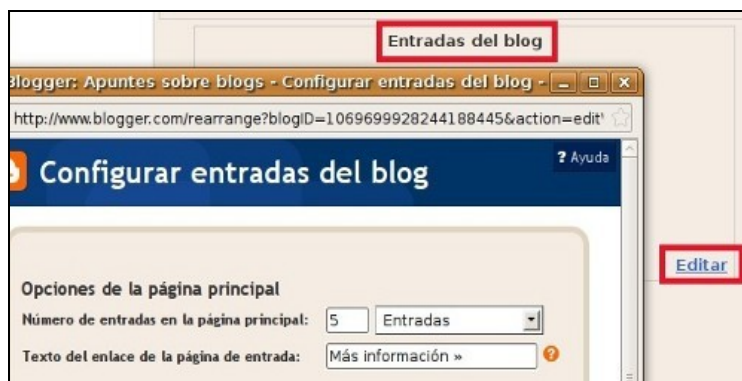 Entradas del blog
Blogger: Apuntes sobre blogs - Configurar entradas del blog -
http://www.blogger.com/rearrange?blogID=1069699928244188445&action=edit
? Ayuda
Configurar entradas del blog
Editar
Opciones de la página principal
Número de entradas en la página principal: 5 Entradas
Texto del enlace de la página de entrada: Más información » ?